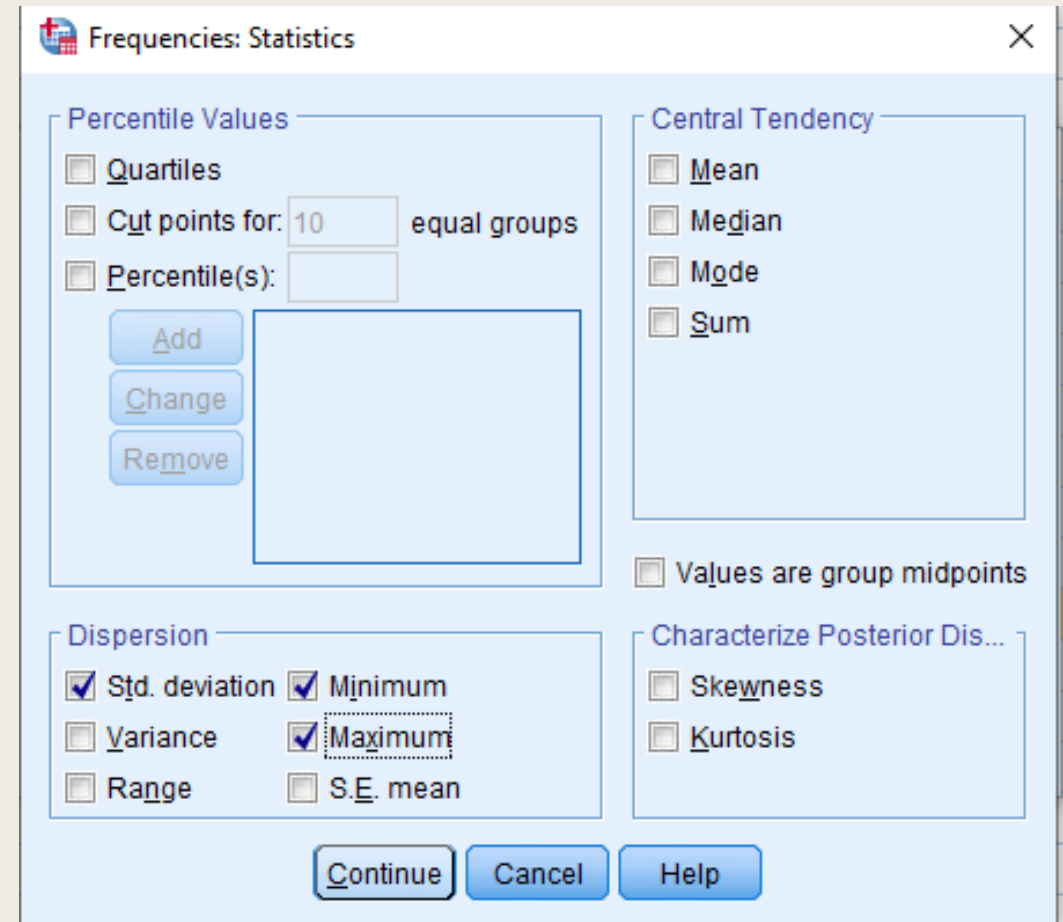 Frequencies: Statistics
Percentile Values
Quartiles
Cut points for: 10 equal groups
Percentile(s):
Add
Change
Remove
Central Tendency
Mean
Median
Mode
Sum
Values are group midpoints
Dispersion
Std. deviation Minimum
Variance Maximum
Range S.E. mean
Characterize Posterior Dis...
Skewness
Kurtosis
Continue Cancel Help